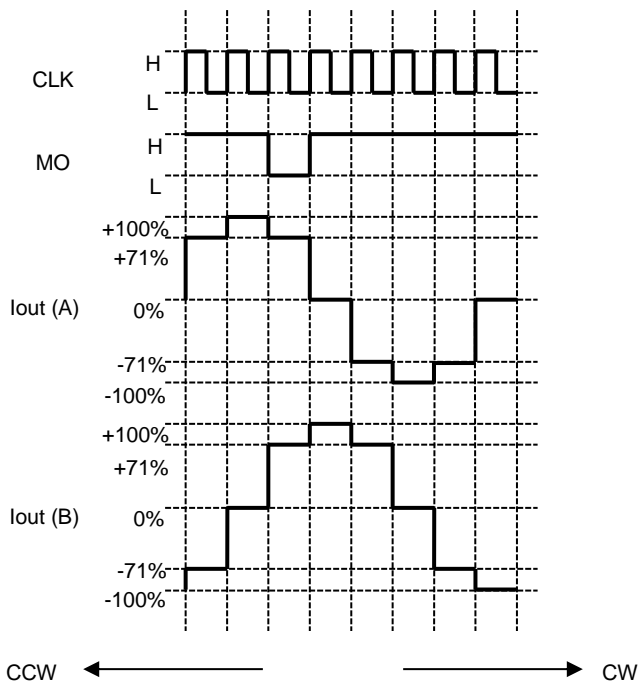 CLK
H
L
MO
H
L
Iout (A)
+100%
+71%
0%
-71%
-100%
Iout (B)
+100%
+71%
0%
-71%
-100%
CCW
CW